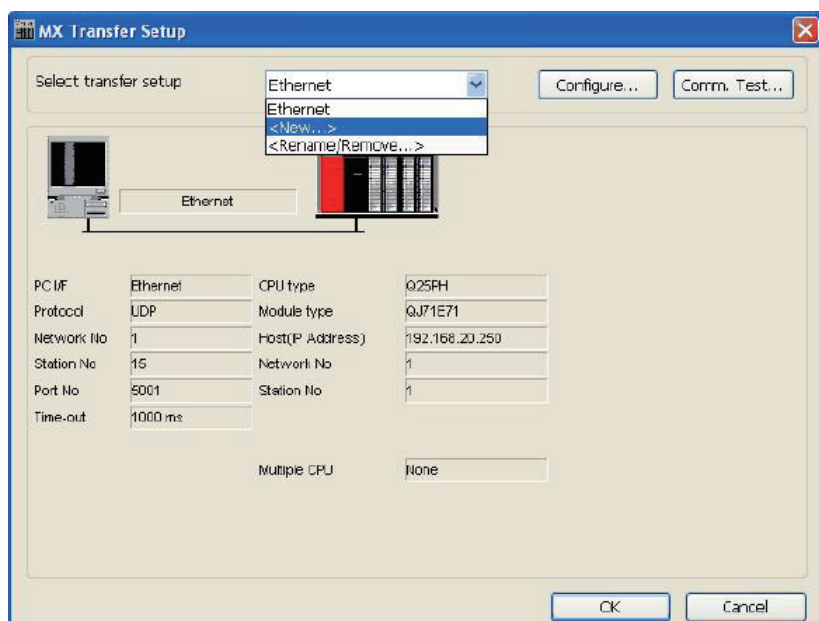 MX Transfer Setup
Select transfer setup
Ethernet
Configure...
Comm. Test...
Ethernet
<New...>
<Rename/Remove...>
Ethernet
PC I/F Ethernet CPU type Q25PH
Protocol UDP Module type QJ71E71
Network No 1 Host(IP Address) 192.168.20.250
Station No 15 Network No 1
Port No 5001 Station No 1
Time-out 1000 ms
Multiple CPU None
OK
Cancel